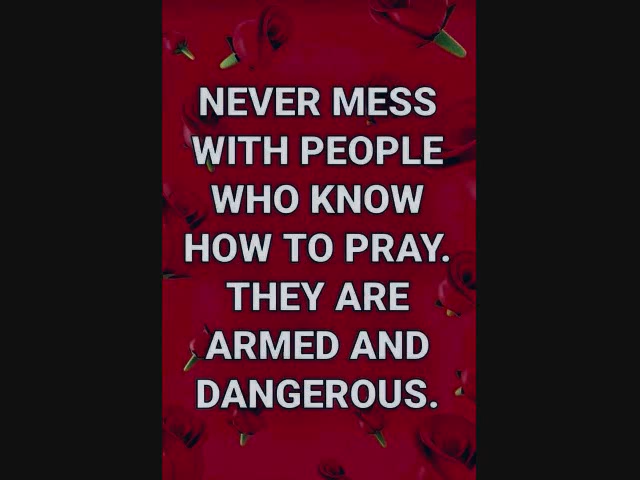 NEVER MESS
WITH PEOPLE
WHO KNOW
HOW TO PRAY.
THEY ARE
ARMED AND
DANGEROUS.